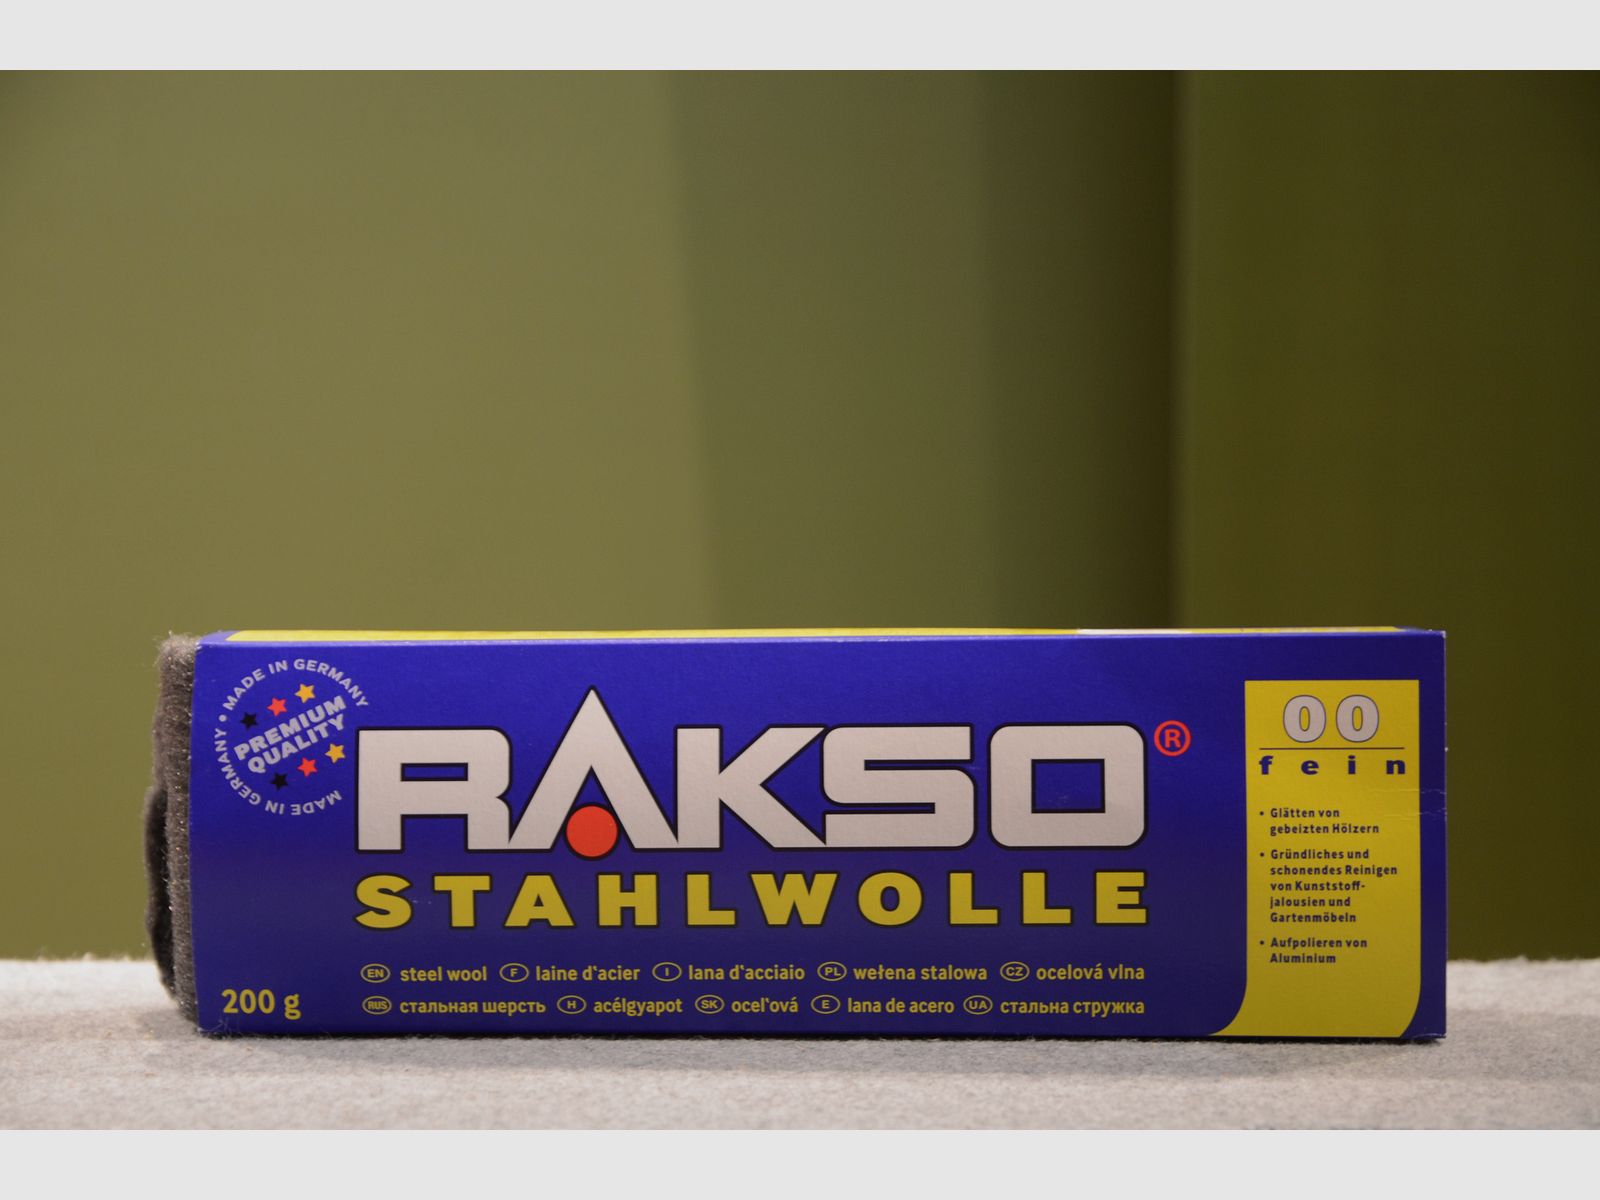 • MADE IN GERMANY • MADE IN GERMANY
PREMIUM
QUALITY
RAKSO®
STAHLWOLLE
EN steel wool F laine d'acier I lana d'acciaio PL wełena stalowa CZ ocelová vlna
RUS стальная шерсть H acélgyapot SK ocel'ová E lana de acero UA стальна стружка
200 g
00
fein
• Glätten von
gebeizten Hölzern
• Gründliches und
schonendes Reinigen
von Kunststoff-
jalousien und
Gartenmöbeln
• Aufpolieren von
Aluminium